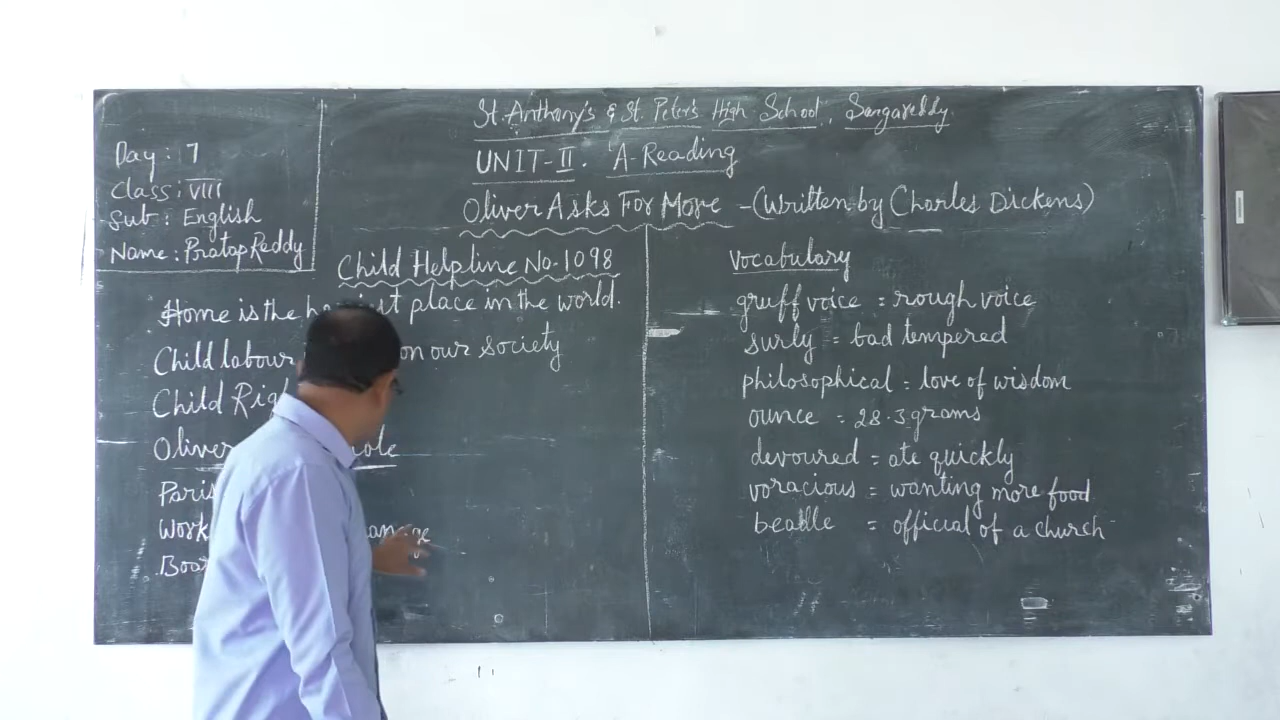 St. Anthony's & St. Peter's High School, Sangareddy.
UNIT-II. A-Reading
Oliver Asks For More - (Written by Charles Dickens)
Day : 7
Class : VIII
Sub : English
Name : Pratap Reddy
Child Helpline No-1098
Home is the place in the world.
Child labour on our society
Child
Oliver
Work
Vocabulary
gruff voice = rough voice
surly = bad tempered
philosophical = love of wisdom
ounce = 28.3 grams
devoured = ate quickly
voracious = wanting more food
beadle = official of a church